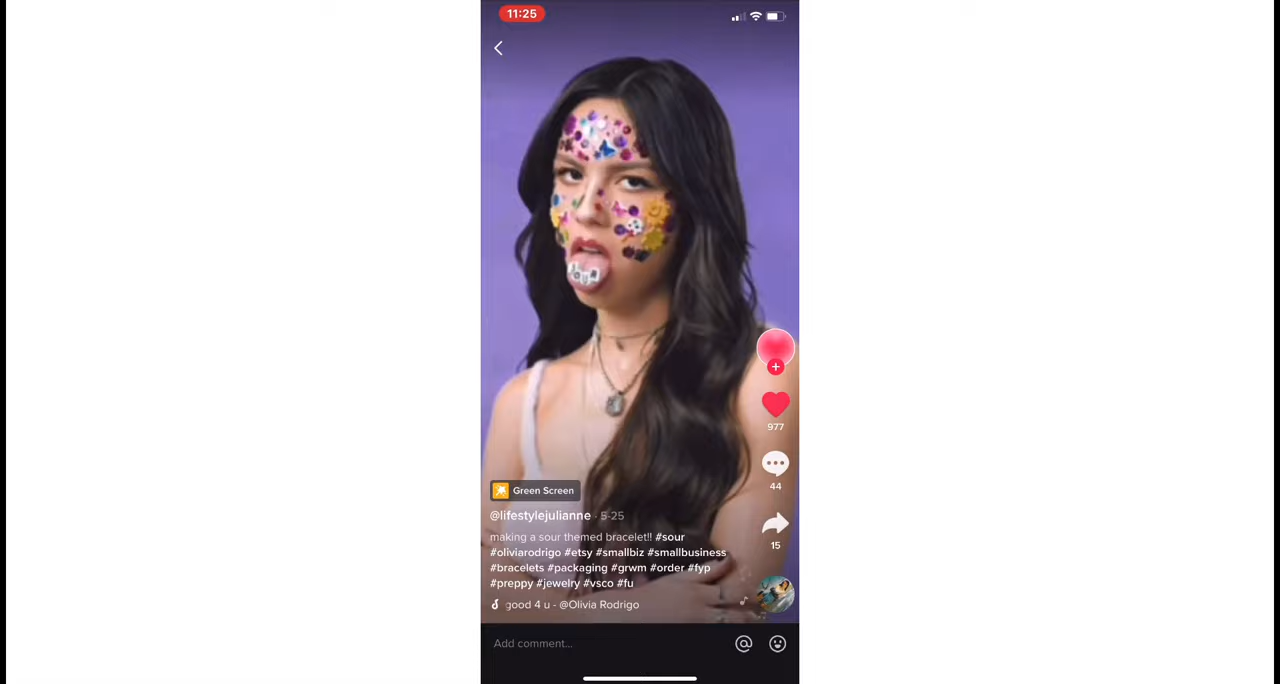 11:25
SOUR
977
44
15
Green Screen
@lifestylejulianne · 5-25
making a sour themed bracelet!! #sour
#oliviarodrigo #etsy #smallbiz #smallbusiness
#bracelets #packaging #grwm #order #fyp
#preppy #jewelry #vsco #fu
good 4 u - @Olivia Rodrigo
Add comment...